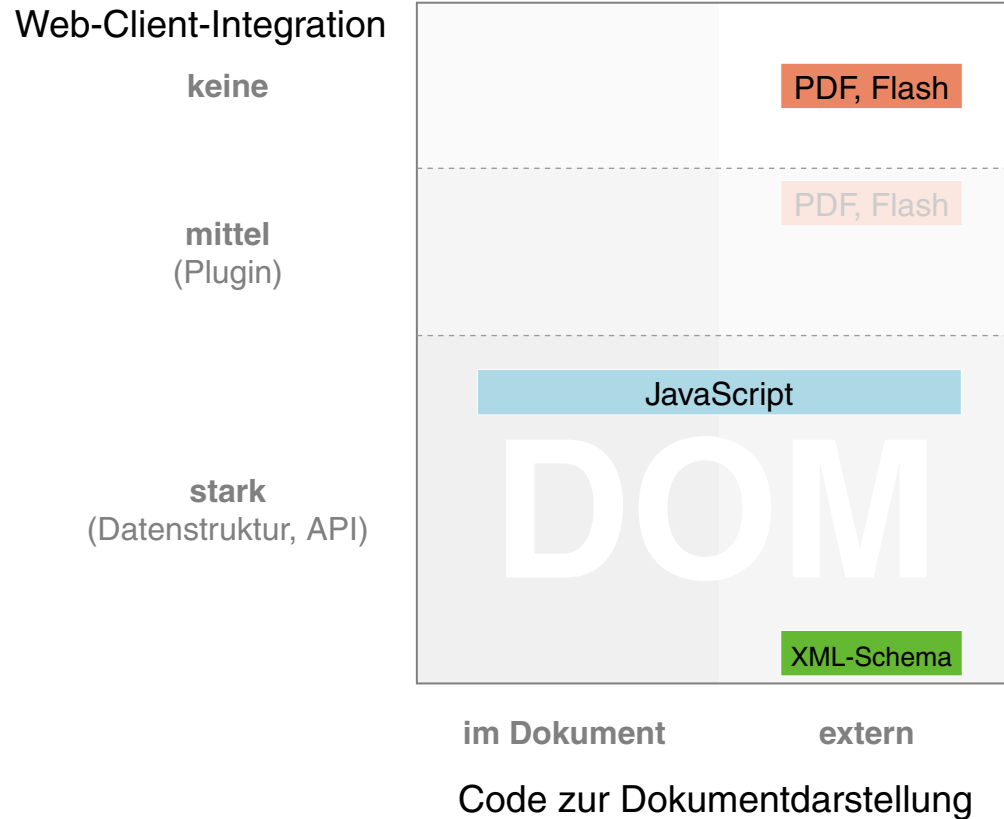 Web-Client-Integration
keine
PDF, Flash
PDF, Flash
mittel
(Plugin)
JavaScript
DOM
stark
(Datenstruktur, API)
XML-Schema
im Dokument extern
Code zur Dokumentdarstellung